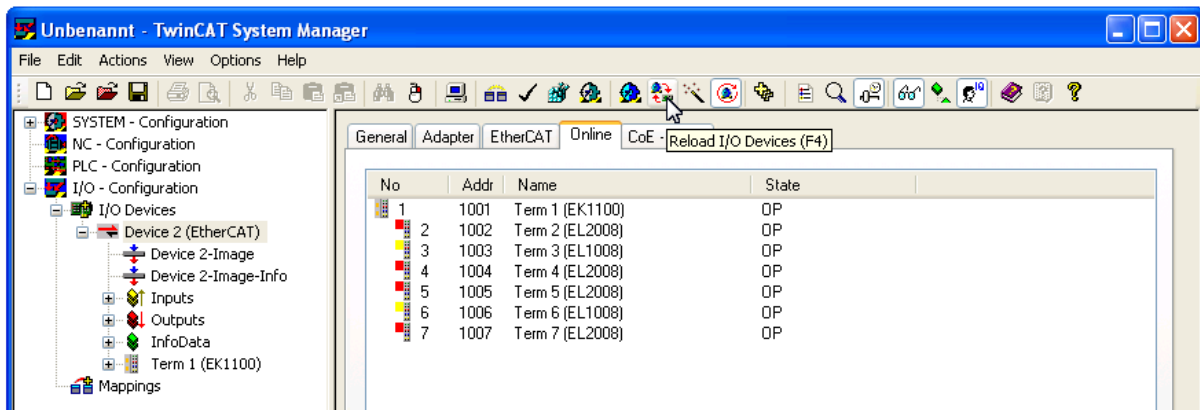 Unbenannt - TwinCAT System Manager
File Edit Actions View Options Help
SYSTEM - Configuration
NC - Configuration
PLC - Configuration
I/O - Configuration
I/O Devices
Device 2 (EtherCAT)
Device 2-Image
Device 2-Image-Info
Inputs
Outputs
InfoData
Term 1 (EK1100)
Mappings
General Adapter EtherCAT Online CoE -
Reload I/O Devices (F4)
No Addr Name State
1 1001 Term 1 (EK1100) OP
2 1002 Term 2 (EL2008) OP
3 1003 Term 3 (EL1008) OP
4 1004 Term 4 (EL2008) OP
5 1005 Term 5 (EL2008) OP
6 1006 Term 6 (EL1008) OP
7 1007 Term 7 (EL2008) OP